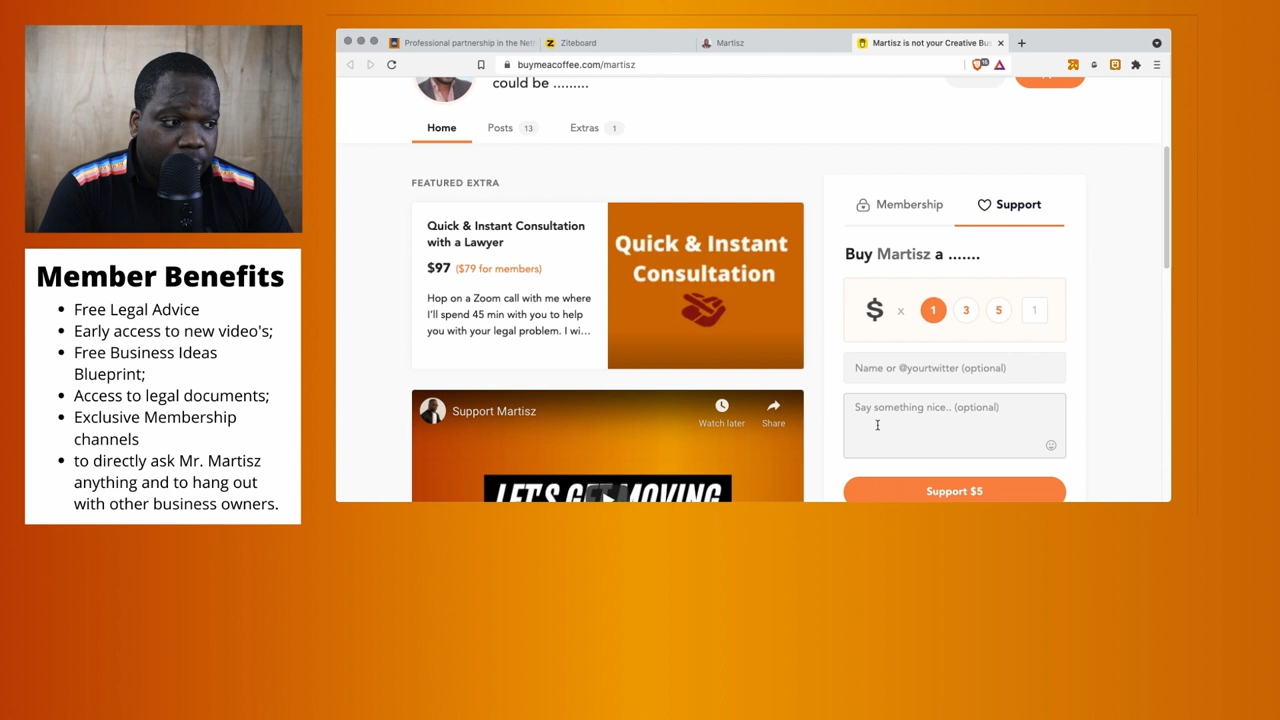 Member Benefits
Free Legal Advice
Early access to new video's;
Free Business Ideas
Blueprint;
Access to legal documents;
Exclusive Membership
channels
to directly ask Mr. Martisz
anything and to hang out
with other business owners.
Professional partnership in the Net
Ziteboard
Martisz
Martisz is not your Creative Bu
buymeacoffee.com/martisz
could be .........
Home
Posts 13
Extras 1
FEATURED EXTRA
Quick & Instant Consultation
with a Lawyer
$97 ($79 for members)
Hop on a Zoom call with me where
I'll spend 45 min with you to help
you with your legal problem. I wi...
Quick & Instant
Consultation
Support Martisz
Watch later
Share
LET'S GET MOVING
Membership
Support
Buy Martisz a .......
$ x 1 3 5 1
Name or @yourtwitter (optional)
Say something nice.. (optional)
Support $5